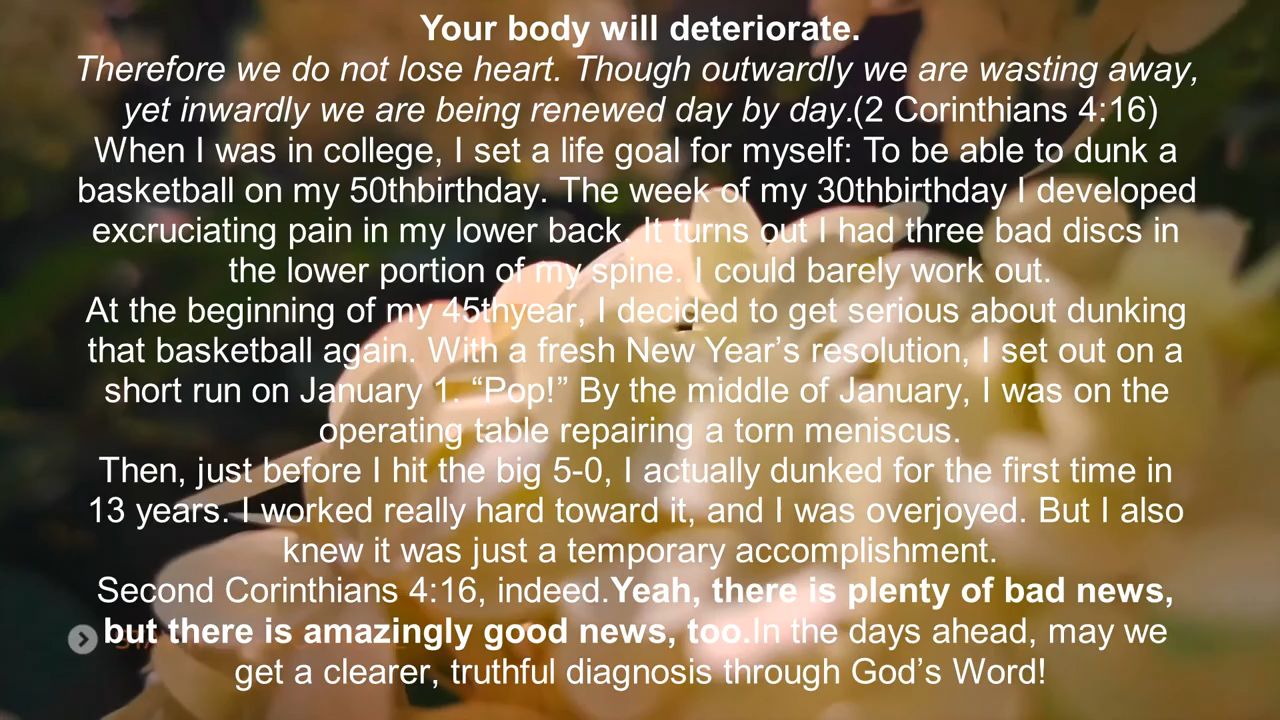 Your body will deteriorate.
Therefore we do not lose heart. Though outwardly we are wasting away,
yet inwardly we are being renewed day by day.(2 Corinthians 4:16)
When I was in college, I set a life goal for myself: To be able to dunk a
basketball on my 50thbirthday. The week of my 30thbirthday I developed
excruciating pain in my lower back. It turns out I had three bad discs in
the lower portion of my spine. I could barely work out.
At the beginning of my 45thyear, I decided to get serious about dunking
that basketball again. With a fresh New Year’s resolution, I set out on a
short run on January 1. “Pop!” By the middle of January, I was on the
operating table repairing a torn meniscus.
Then, just before I hit the big 5-0, I actually dunked for the first time in
13 years. I worked really hard toward it, and I was overjoyed. But I also
knew it was just a temporary accomplishment.
Second Corinthians 4:16, indeed.Yeah, there is plenty of bad news,
but there is amazingly good news, too.In the days ahead, may we
get a clearer, truthful diagnosis through God’s Word!